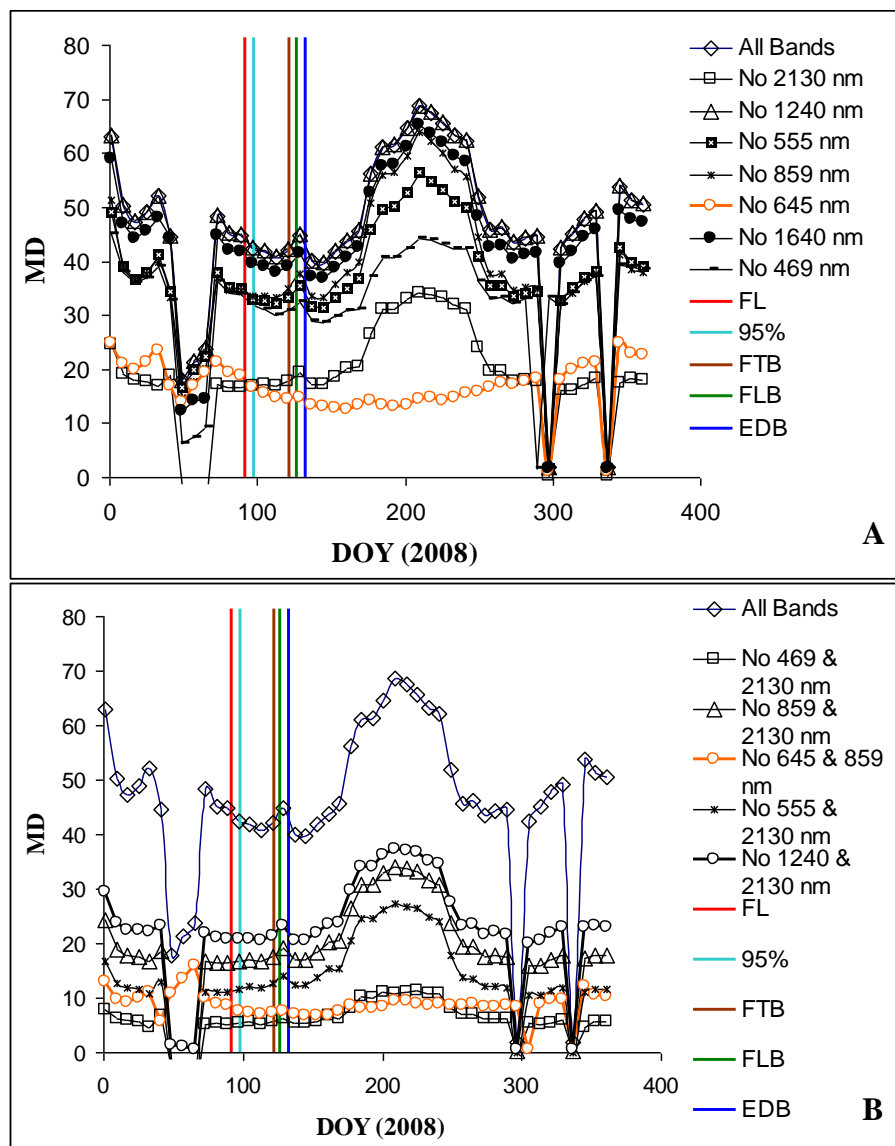 80
70
60
50
40
30
20
10
0
MD
0
100
200
300
400
DOY (2008)
All Bands
No 2130 nm
No 1240 nm
No 555 nm
No 859 nm
No 645 nm
No 1640 nm
No 469 nm
FL
95%
FTB
FLB
EDB
A
80
70
60
50
40
30
20
10
0
MD
0
100
200
300
400
DOY (2008)
All Bands
No 469 &
2130 nm
No 859 &
2130 nm
No 645 & 859
nm
No 555 &
2130 nm
No 1240 &
2130 nm
FL
95%
FTB
FLB
EDB
B